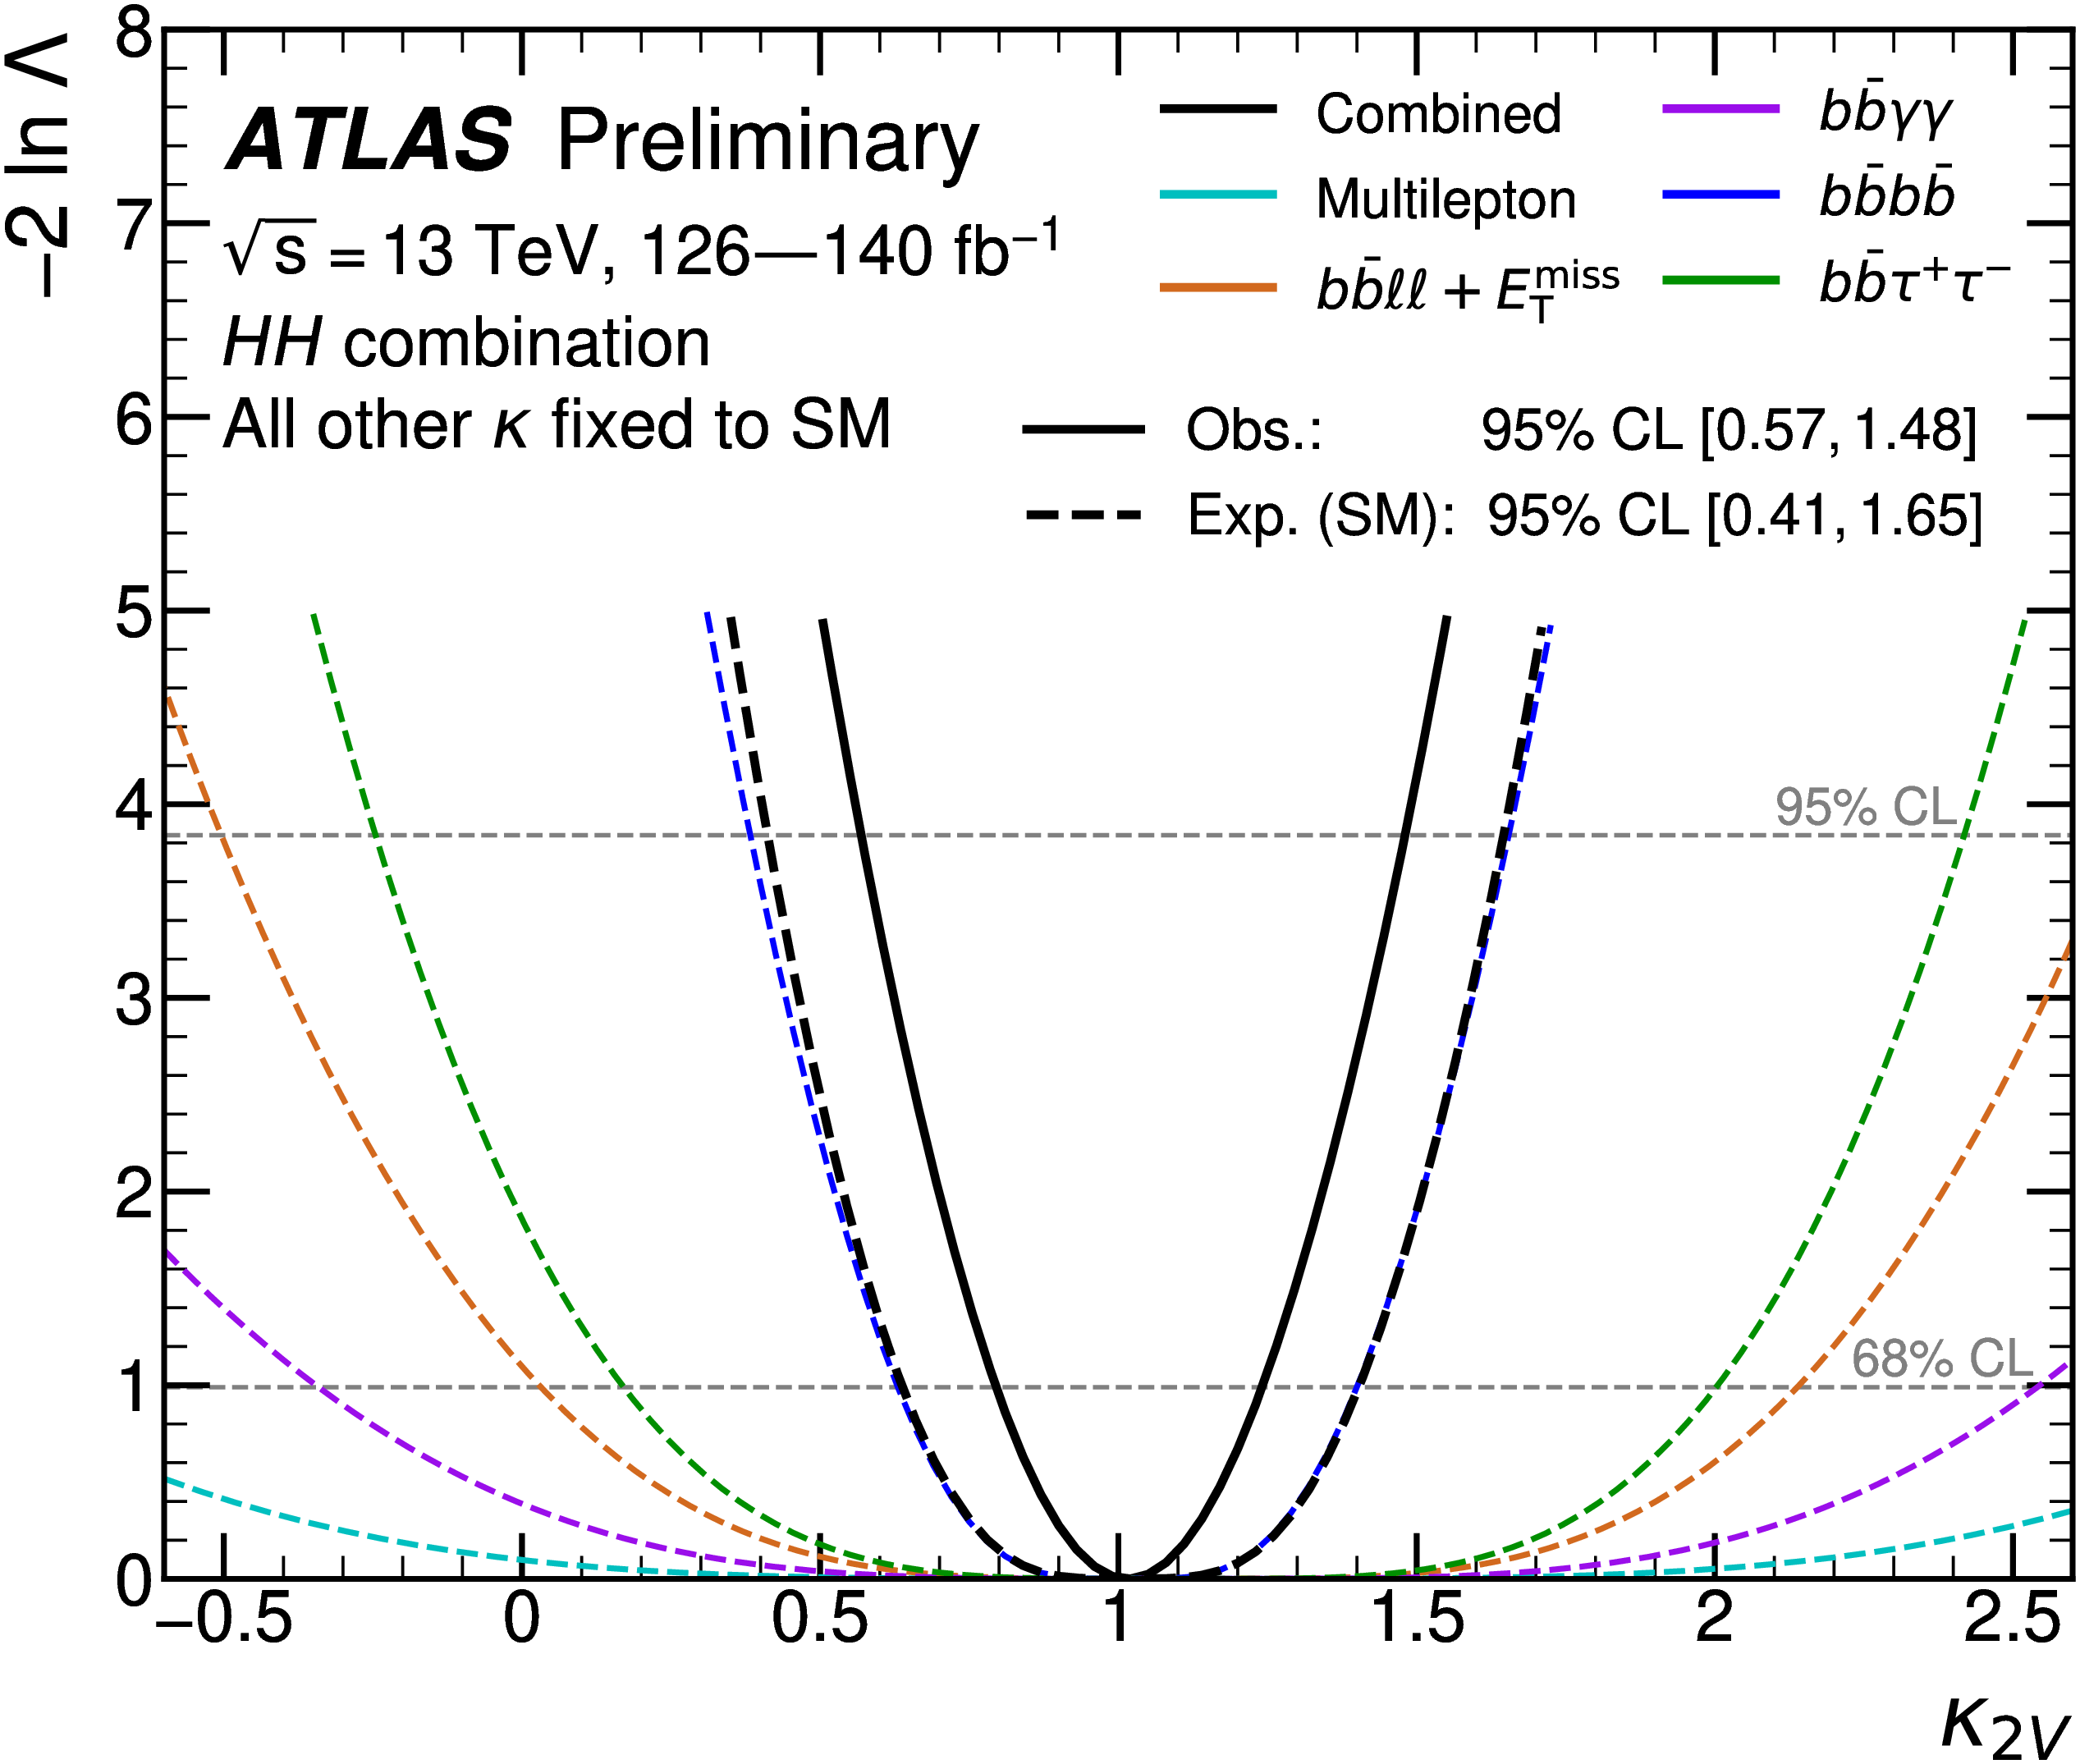 −2 ln Λ
ATLAS Preliminary
√s = 13 TeV, 126—140 fb⁻¹
HH combination
All other κ fixed to SM
Combined
Multilepton
bb̄ℓℓ + E_T^miss
bb̄γγ
bb̄bb̄
bb̄τ⁺τ⁻
Obs.: 95% CL [0.57, 1.48]
Exp. (SM): 95% CL [0.41, 1.65]
95% CL
68% CL
8
7
6
5
4
3
2
1
0
−0.5 0 0.5 1 1.5 2 2.5
κ₂V